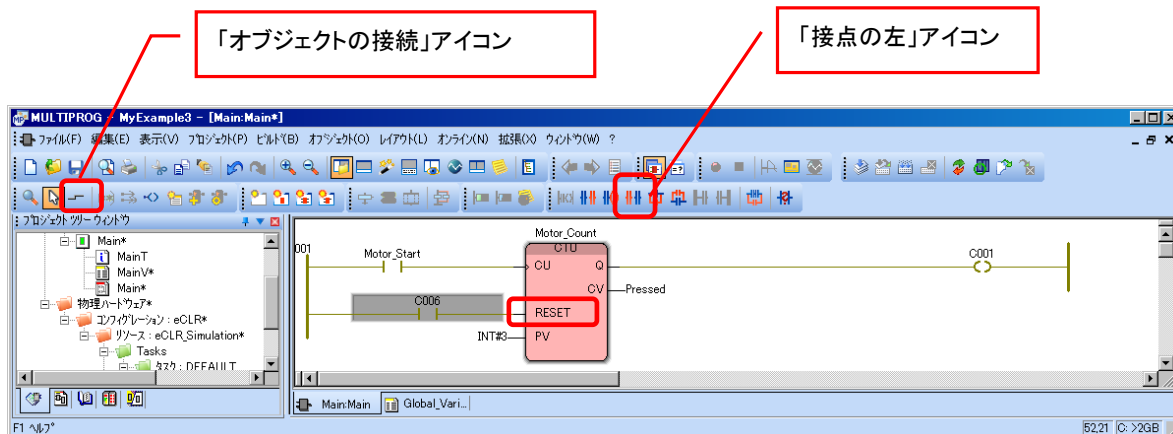 「オブジェクトの接続」アイコン
「接点の左」アイコン
MULTIPROG - MyExample3 - [Main:Main*]
ファイル(F) 編集(E) 表示(V) プロジェクト(P) ビルド(B) オブジェクト(O) レイアウト(L) オンライン(N) 拡張(X) ウィンドウ(W) ?
プロジェクト ツリー ウィンドウ
Main*
MainT
MainV*
Main*
物理ハードウェア*
コンフィグレーション : eCLR*
リソース : eCLR_Simulation*
Tasks
タスク : DEFAULT
001
Motor_Start
Motor_Count
CTU
CU
Q
C001
CV
Pressed
C006
RESET
INT#3
PV
Main:Main
Global_Vari...
F1 ヘルプ
52,21
C: >2GB